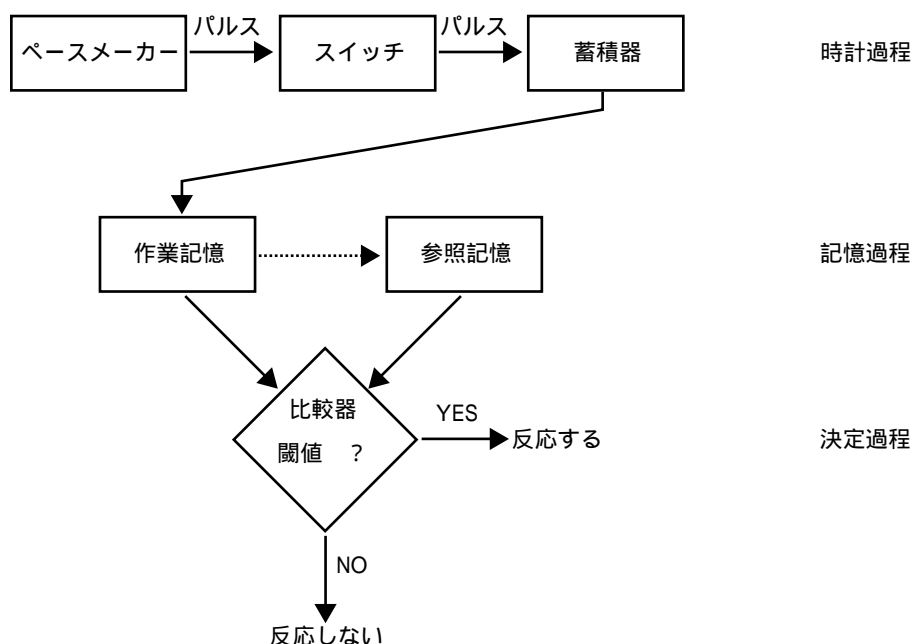 パルス
パルス
ペースメーカー
スイッチ
蓄積器
時計過程
作業記憶
参照記憶
記憶過程
比較器
閾値 ?
YES
反応する
決定過程
NO
反応しない